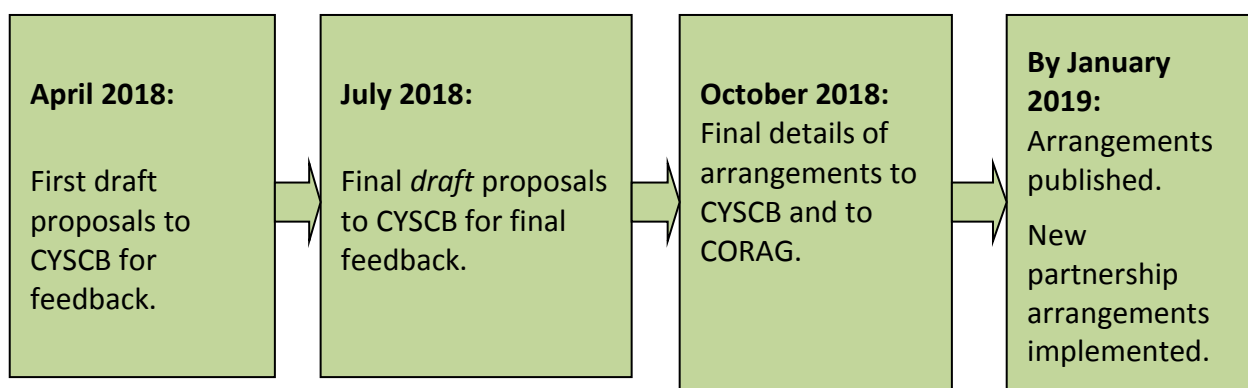 April 2018:
First draft
proposals to
CYSCB for
feedback.
July 2018:
Final draft proposals
to CYSCB for final
feedback.
October 2018:
Final details of
arrangements to
CYSCB and to
CORAG.
By January
2019:
Arrangements
published.
New
partnership
arrangements
implemented.